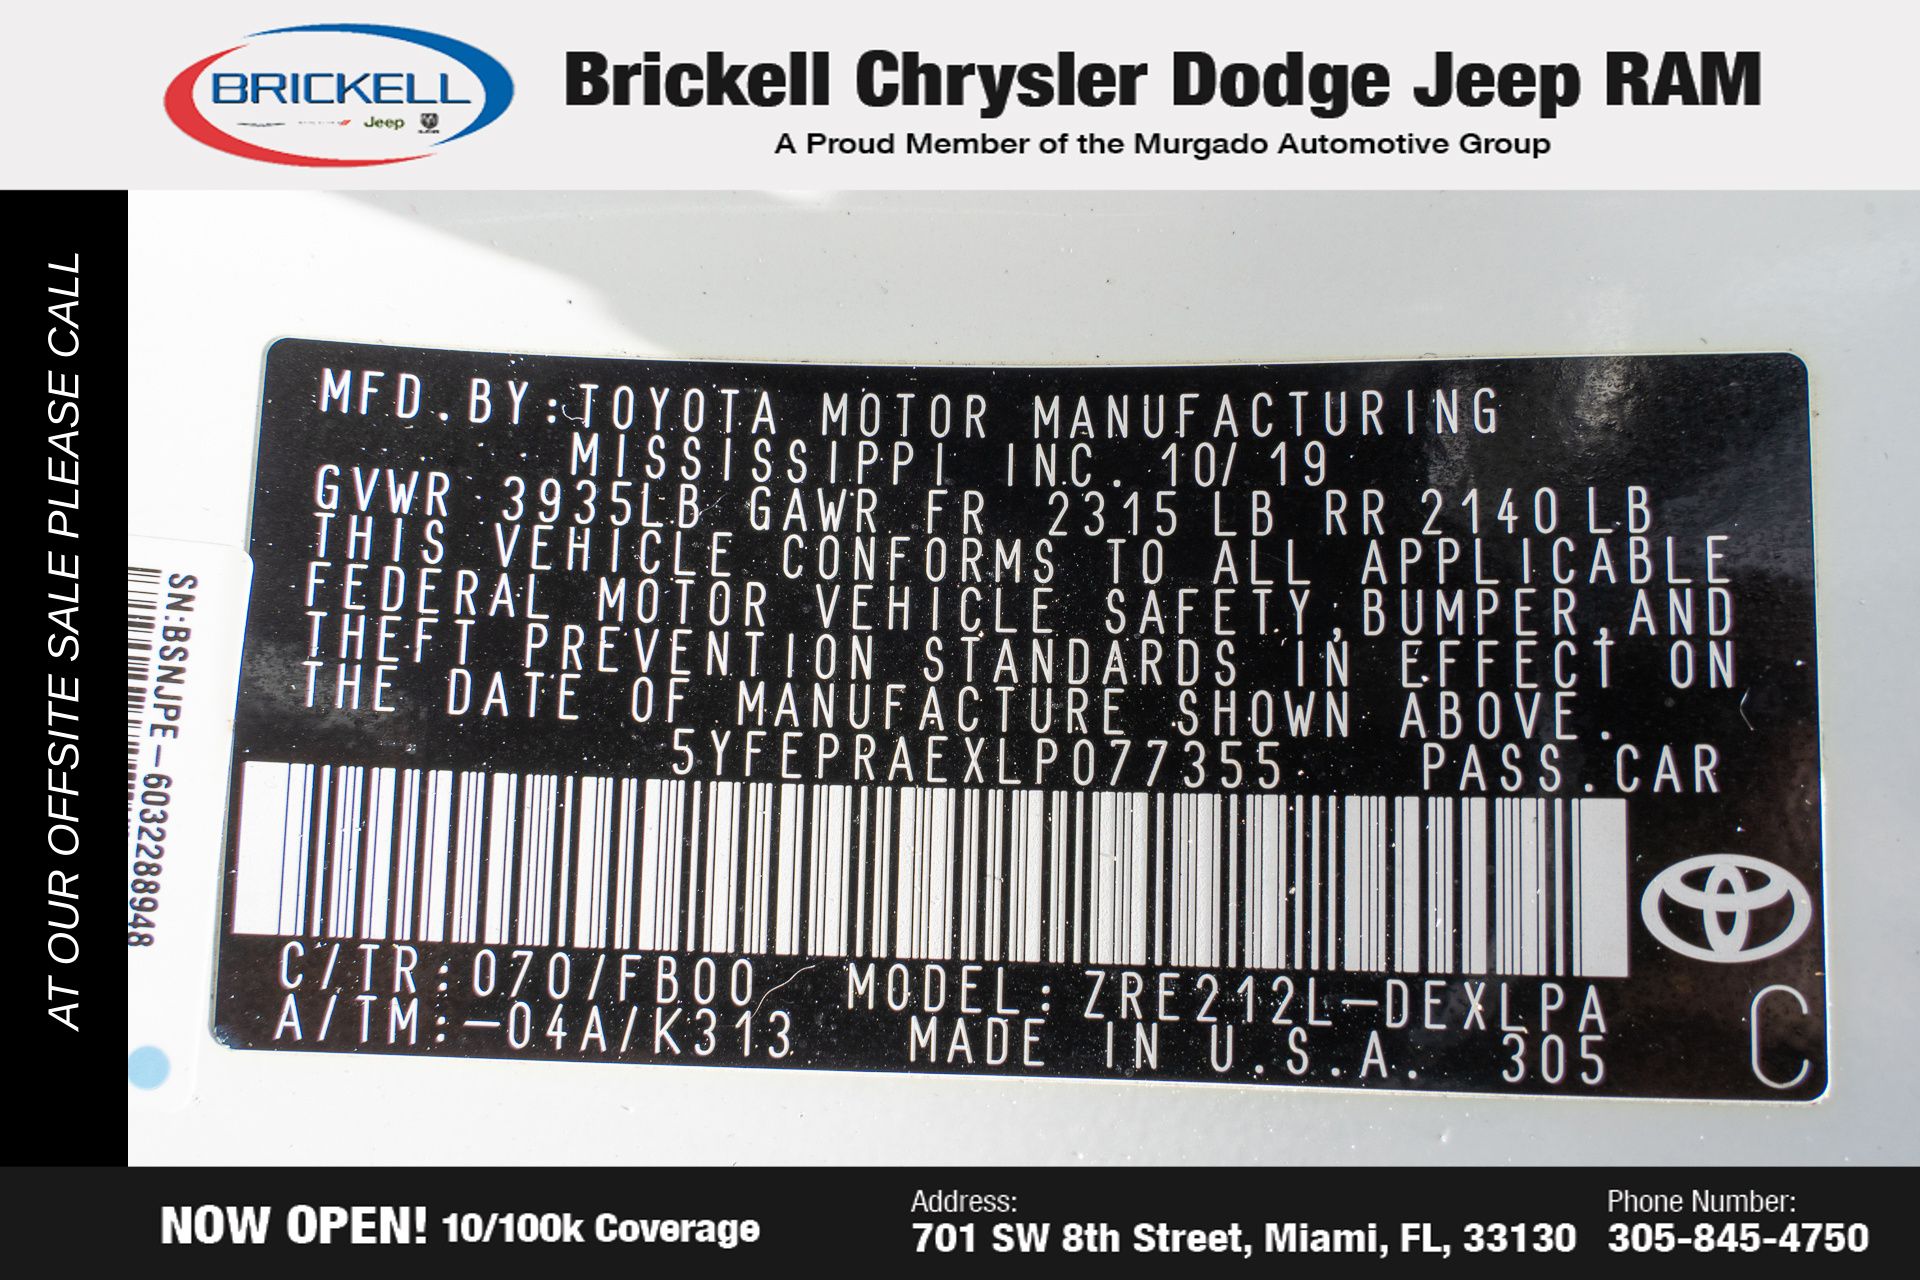 BRICKELL
Jeep
Brickell Chrysler Dodge Jeep RAM
A Proud Member of the Murgado Automotive Group
AT OUR OFFSITE SALE PLEASE CALL
SN:BSNJPE-6032288948
MFD.BY:TOYOTA MOTOR MANUFACTURING
MISSISSIPPI INC. 10/19
GVWR 3935LB GAWR FR 2315LB RR 2140LB
THIS VEHICLE CONFORMS TO ALL APPLICABLE
FEDERAL MOTOR VEHICLE SAFETY,BUMPER,AND
THEFT PREVENTION STANDARDS IN EFFECT ON
THE DATE OF MANUFACTURE SHOWN ABOVE.
5YFEPRAEXLP077355 PASS.CAR
C/TR:070/FB00 MODEL:ZRE212L-DEXLPA
A/TM:-04A/K313 MADE IN U.S.A. 305
C
NOW OPEN! 10/100k Coverage
Address:
701 SW 8th Street, Miami, FL, 33130
Phone Number:
305-845-4750